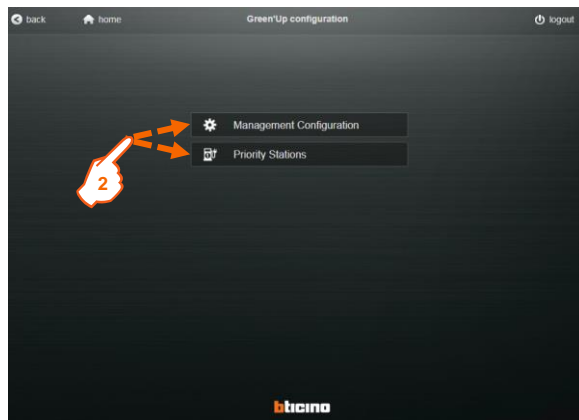 back home Green'Up configuration logout
Management Configuration
Priority Stations
2
bticino